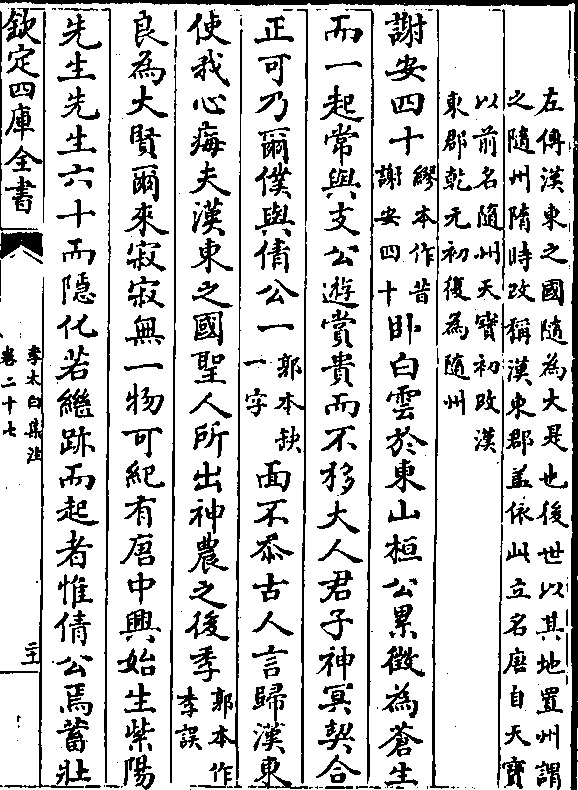 左傳漢東之國隨為大是也後世以其地置州謂
之隨州隋時改稱漢東郡蓋依此立名唐自天寶
以前名隨州天寶初改漢
東郡乾元初復為隨州
謝安四十繆本作昔謝安四十卧白雲於東山桓公累徵為蒼生
而一起常與支公遊賞貴而不移大人君子神冥契合
正可乃爾僕與倩公一郭本缺一字面不忝古人言歸漢東
使我心痗夫漢東之國聖人所出神農之後季郭本作李誤
良為大賢爾來寂寂無一物可紀有唐中興始生紫陽
先生先生六十而隱化若繼跡而起者惟倩公焉蓄壯
欽定四庫全書
李太白集注
卷二十七